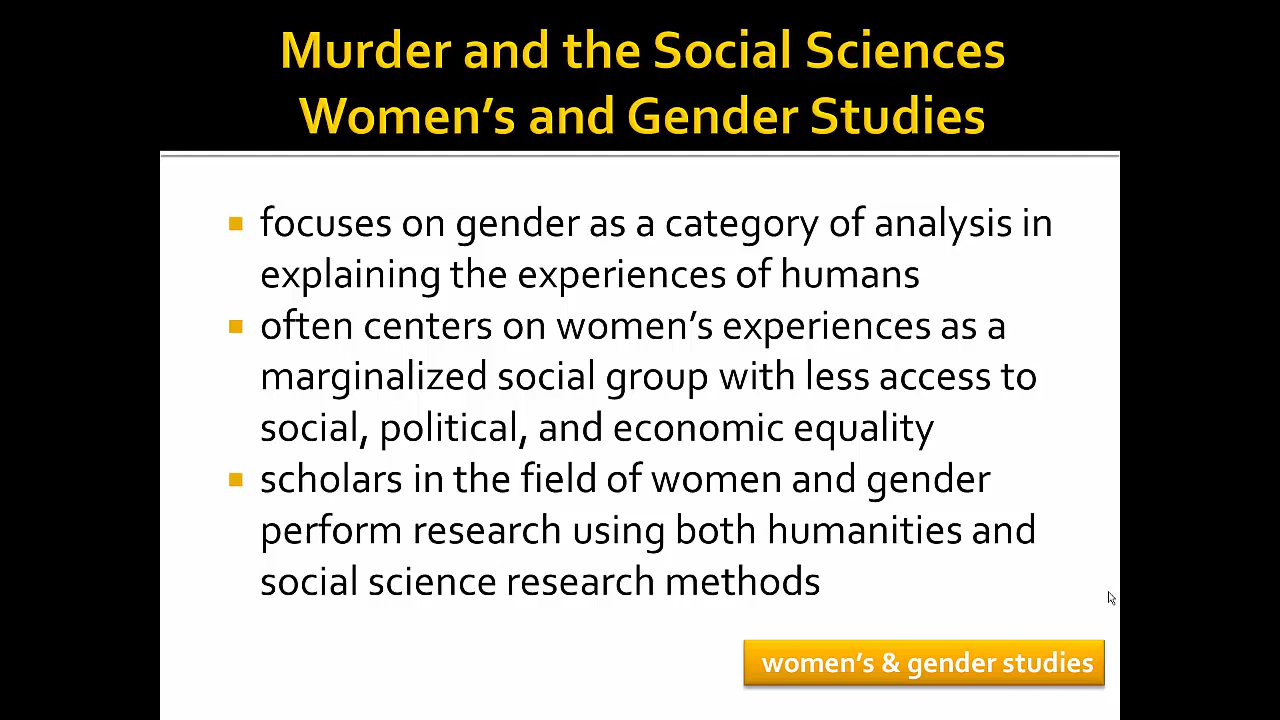 Murder and the Social Sciences
Women’s and Gender Studies
focuses on gender as a category of analysis in
explaining the experiences of humans
often centers on women’s experiences as a
marginalized social group with less access to
social, political, and economic equality
scholars in the field of women and gender
perform research using both humanities and
social science research methods
women’s & gender studies